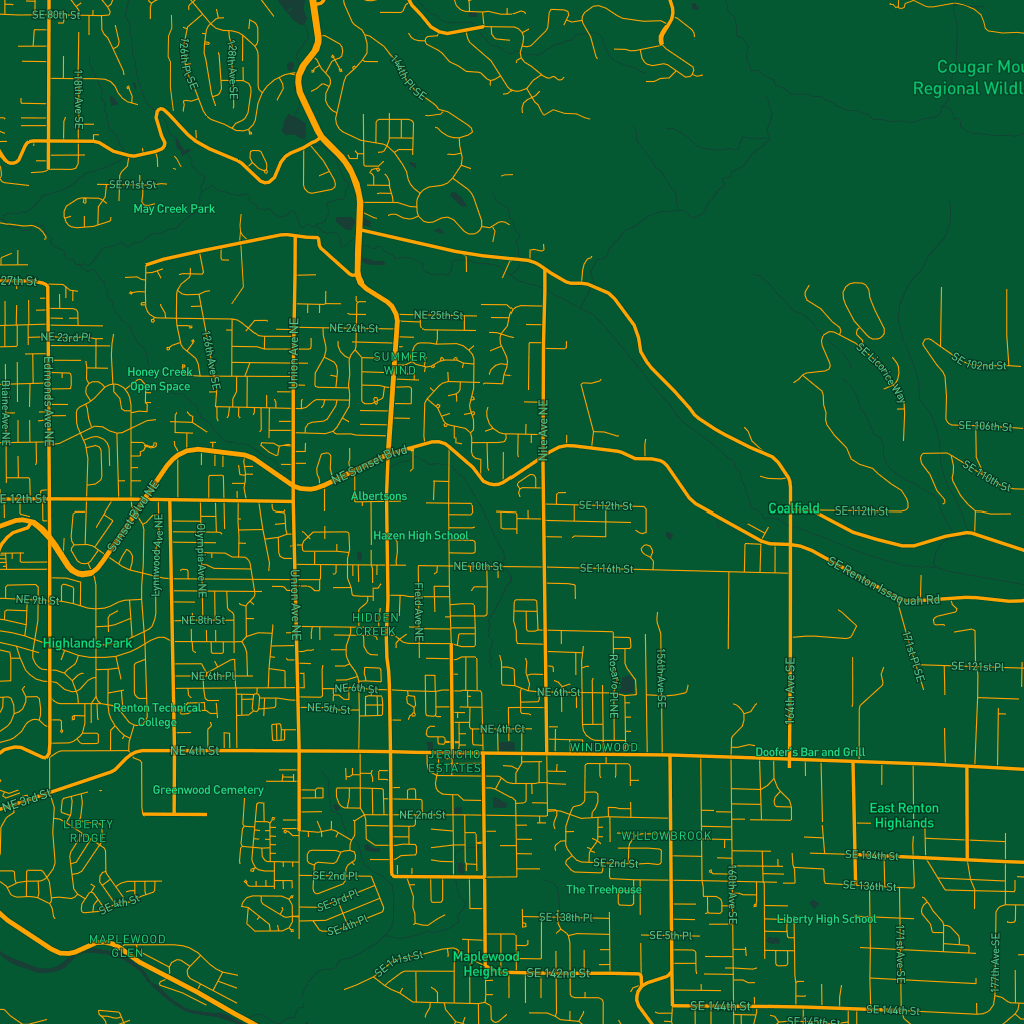 SE 80th St
118th Ave SE
126th Pl SE
128th Ave SE
144th Pl SE
Cougar Mou
Regional Wildl
SE 91st St
May Creek Park
27th St
NE 23rd Pl
Edmonds Ave NE
Blaine Ave NE
126th Ave SE
Honey Creek
Open Space
Union Ave NE
NE 24th St
NE 25th St
SUMMER
WIND
Nile Ave NE
SE Licorice Way
SE 102nd St
SE 106th St
SE 110th St
NE Sunset Blvd
E 12th St
Sunset Blvd NE
Albertsons
Hazen High School
SE 112th St
Coalfield
SE 112th St
Lynnwood Ave NE
Olympia Ave NE
Union Ave NE
Field Ave NE
NE 10th St
SE 116th St
SE Renton Issaquah Rd
NE 9th St
NE 8th St
HIDDEN
CREEK
Highlands Park
NE 6th Pl
NE 6th St
NE 5th St
NE 6th St
Rosario Pl NE
156th Ave SE
164th Ave SE
171st Pl SE
SE 121st Pl
Renton Technical
College
NE 4th Ct
NE 4th St
JERICHO
ESTATES
WINDWOOD
Doofer's Bar and Grill
NE 3rd St
Greenwood Cemetery
LIBERTY
RIDGE
NE 2nd St
WILLOWBROOK
East Renton
Highlands
SE 134th St
SE 2nd St
SE 2nd Pl
SE 3rd Pl
SE 4th Pl
SE 4th St
The Treehouse
160th Ave SE
SE 136th St
SE 138th Pl
Liberty High School
SE 5th Pl
171st Ave SE
177th Ave SE
MAPLEWOOD
GLEN
SE 141st St
Maplewood
Heights
SE 142nd St
SE 144th St
SE 144th St
SE 145th St